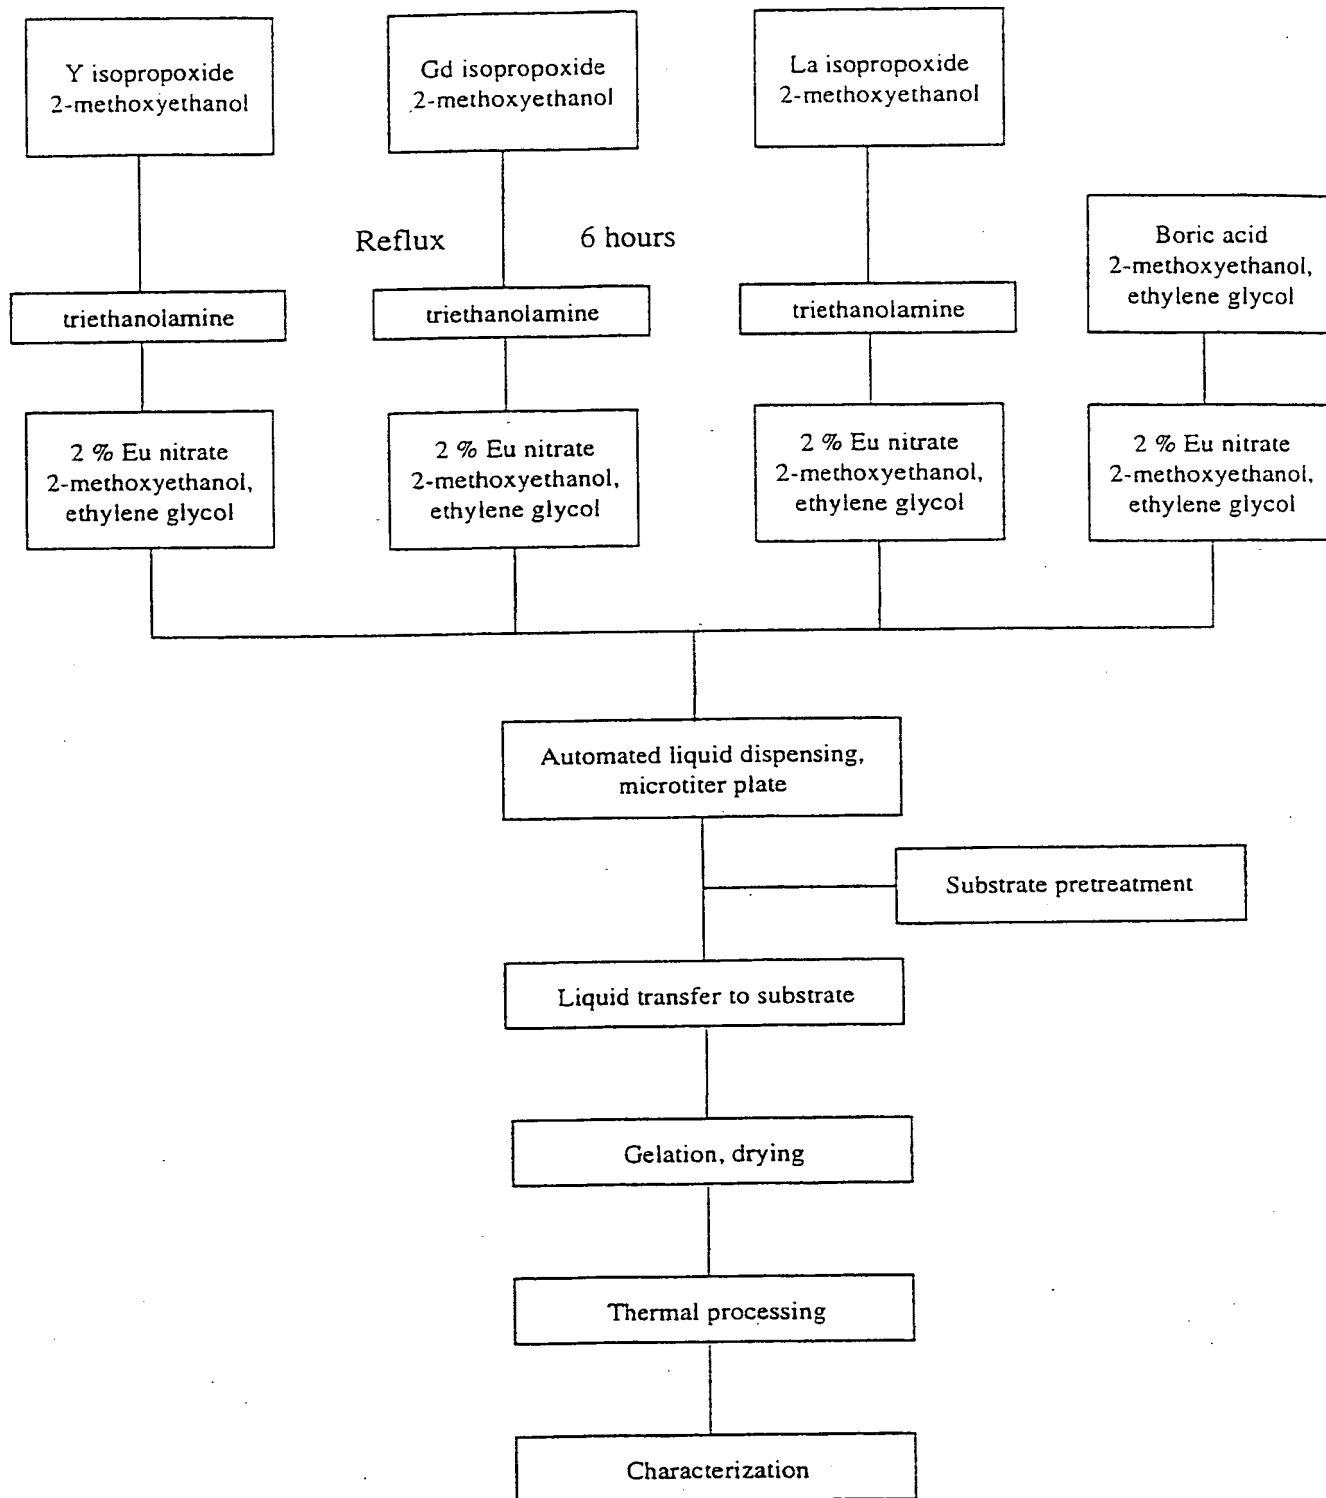 Y isopropoxide
2-methoxyethanol
Gd isopropoxide
2-methoxyethanol
La isopropoxide
2-methoxyethanol
Reflux
6 hours
Boric acid
2-methoxyethanol,
ethylene glycol
triethanolamine
triethanolamine
triethanolamine
2 % Eu nitrate
2-methoxyethanol,
ethylene glycol
2 % Eu nitrate
2-methoxyethanol,
ethylene glycol
2 % Eu nitrate
2-methoxyethanol,
ethylene glycol
2 % Eu nitrate
2-methoxyethanol,
ethylene glycol
Automated liquid dispensing,
microtiter plate
Substrate pretreatment
Liquid transfer to substrate
Gelation, drying
Thermal processing
Characterization